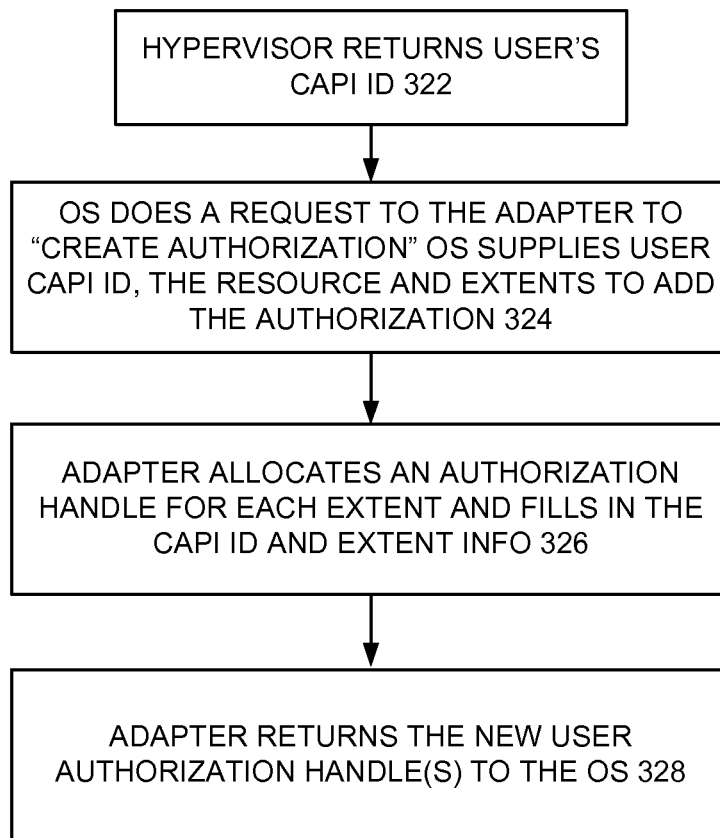 HYPERVISOR RETURNS USER'S
CAPI ID 322
OS DOES A REQUEST TO THE ADAPTER TO
“CREATE AUTHORIZATION” OS SUPPLIES USER
CAPI ID, THE RESOURCE AND EXTENTS TO ADD
THE AUTHORIZATION 324
ADAPTER ALLOCATES AN AUTHORIZATION
HANDLE FOR EACH EXTENT AND FILLS IN THE
CAPI ID AND EXTENT INFO 326
ADAPTER RETURNS THE NEW USER
AUTHORIZATION HANDLE(S) TO THE OS 328